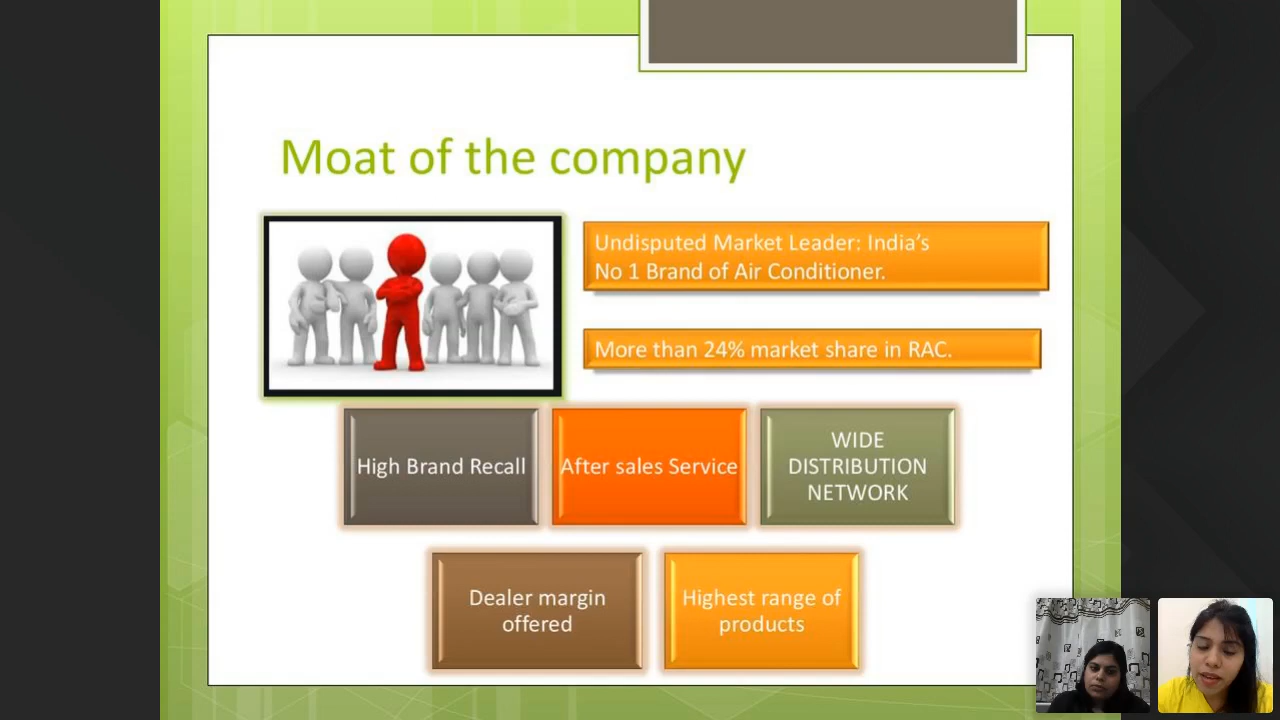 Moat of the company
Undisputed Market Leader: India’s
No 1 Brand of Air Conditioner.
More than 24% market share in RAC.
High Brand Recall
After sales Service
WIDE
DISTRIBUTION
NETWORK
Dealer margin
offered
Highest range of
products